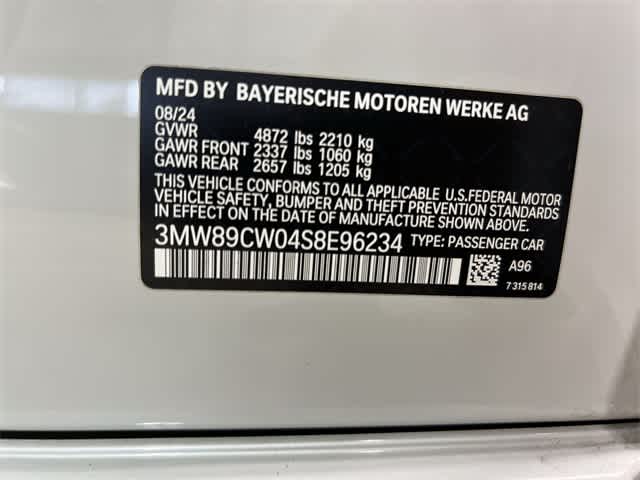 MFD BY BAYERISCHE MOTOREN WERKE AG
08/24
GVWR 4872 lbs 2210 kg
GAWR FRONT 2337 lbs 1060 kg
GAWR REAR 2657 lbs 1205 kg
THIS VEHICLE CONFORMS TO ALL APPLICABLE U.S.FEDERAL MOTOR
VEHICLE SAFETY, BUMPER AND THEFT PREVENTION STANDARDS
IN EFFECT ON THE DATE OF MANUFACTURE SHOWN ABOVE.
3MW89CW04S8E96234 TYPE: PASSENGER CAR
A96
7 315 814